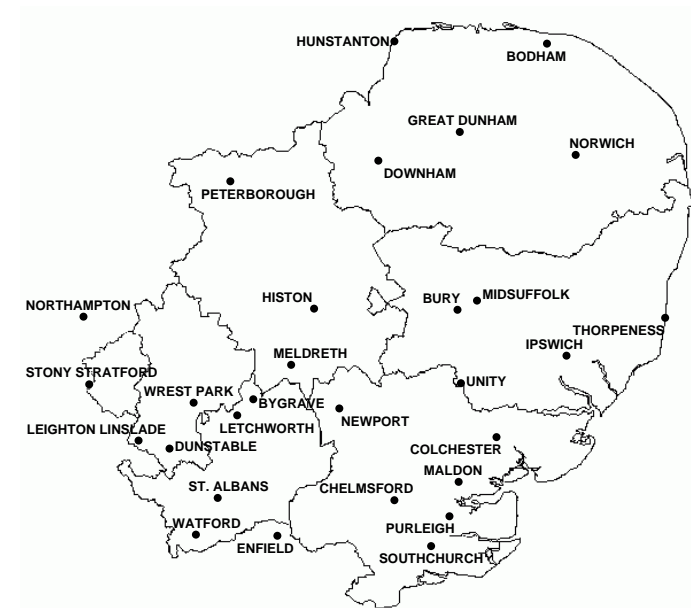 HUNSTANTON
BODHAM
GREAT DUNHAM
NORWICH
DOWNHAM
PETERBOROUGH
HISTON
BURY
MIDSUFFOLK
NORTHAMPTON
THORPENESS
IPSWICH
MELDRETH
STONY STRATFORD
UNITY
WREST PARK
BYGRAVE
LETCHWORTH
NEWPORT
LEIGHTON LINSLADE
DUNSTABLE
COLCHESTER
MALDON
ST. ALBANS
CHELMSFORD
WATFORD
PURLEIGH
ENFIELD
SOUTHCHURCH